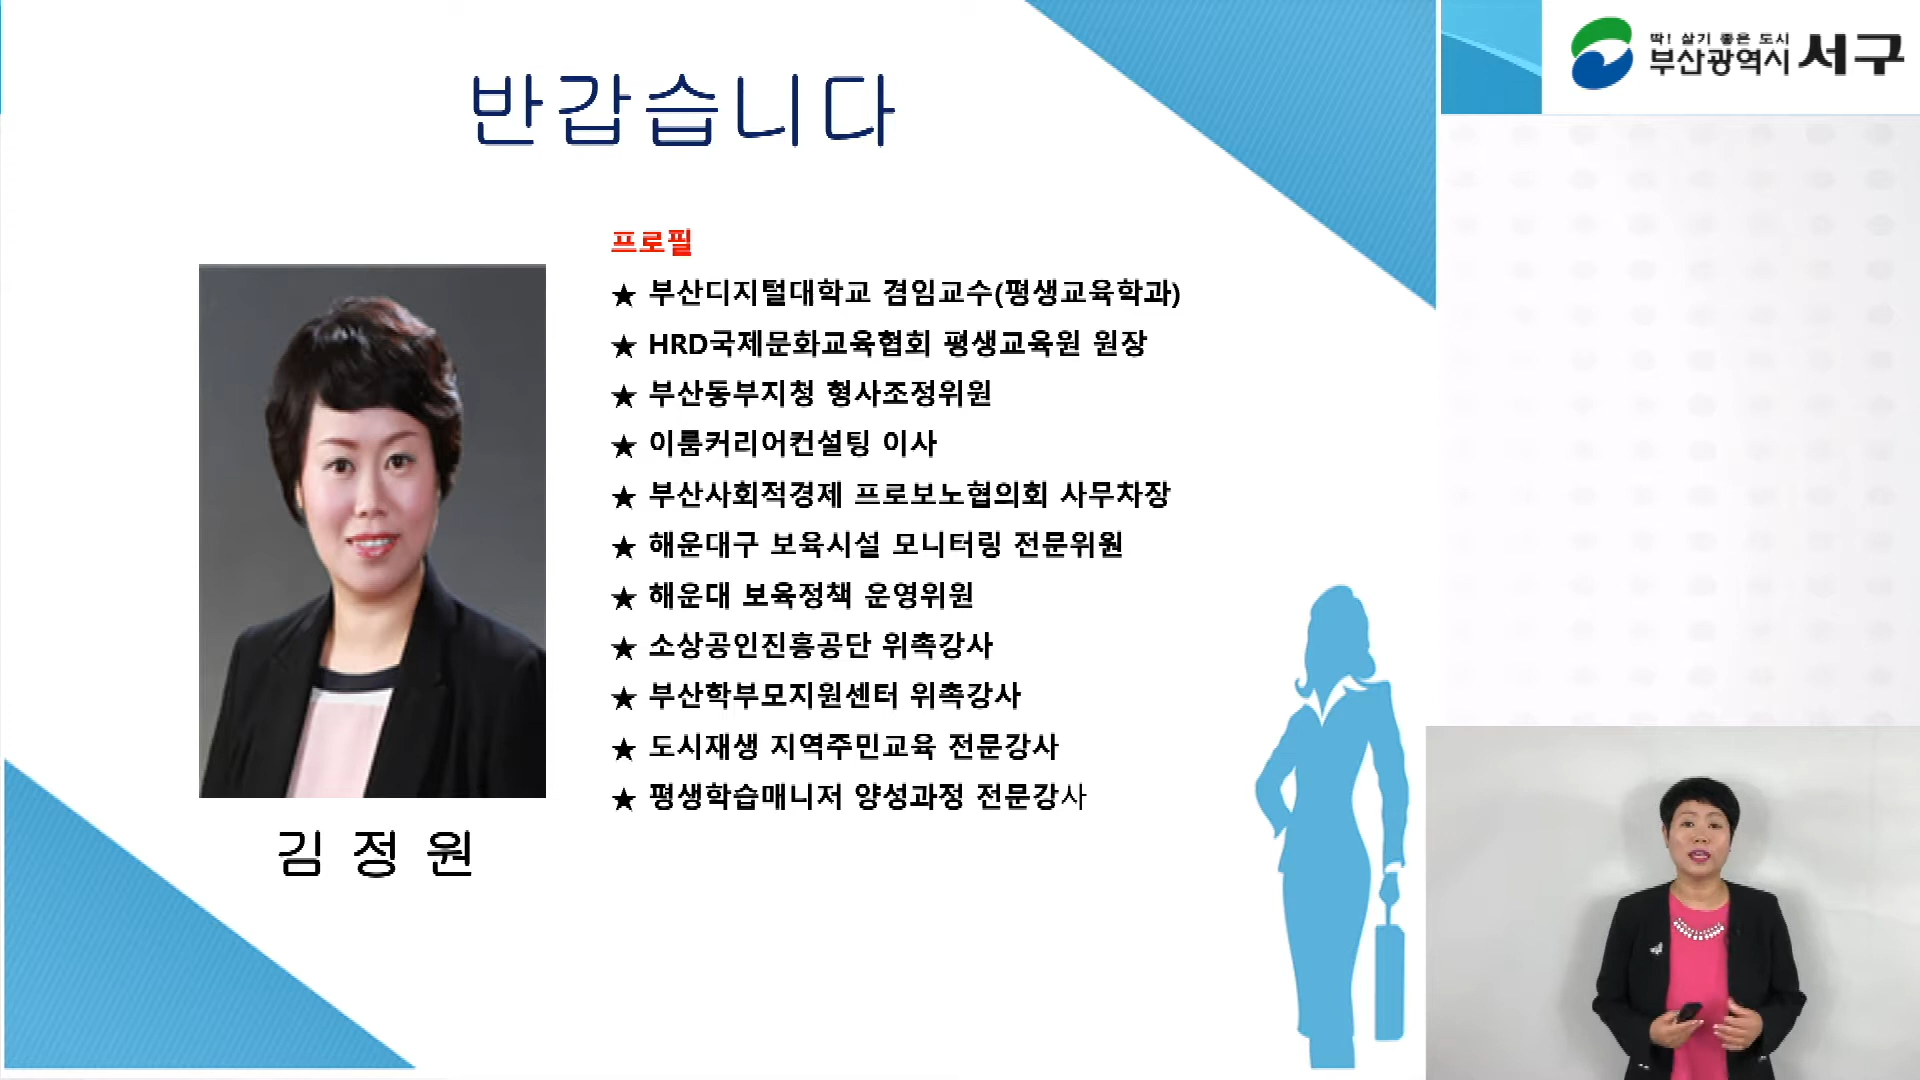 반갑습니다
딱! 살기 좋은 도시
부산광역시 서구
프로필
★ 부산디지털대학교 겸임교수(평생교육학과)
★ HRD국제문화교육협회 평생교육원 원장
★ 부산동부지청 형사조정위원
★ 이룸커리어컨설팅 이사
★ 부산사회적경제 프로보노협의회 사무차장
★ 해운대구 보육시설 모니터링 전문위원
★ 해운대 보육정책 운영위원
★ 소상공인진흥공단 위촉강사
★ 부산학부모지원센터 위촉강사
★ 도시재생 지역주민교육 전문강사
★ 평생학습매니저 양성과정 전문강사
김 정 원